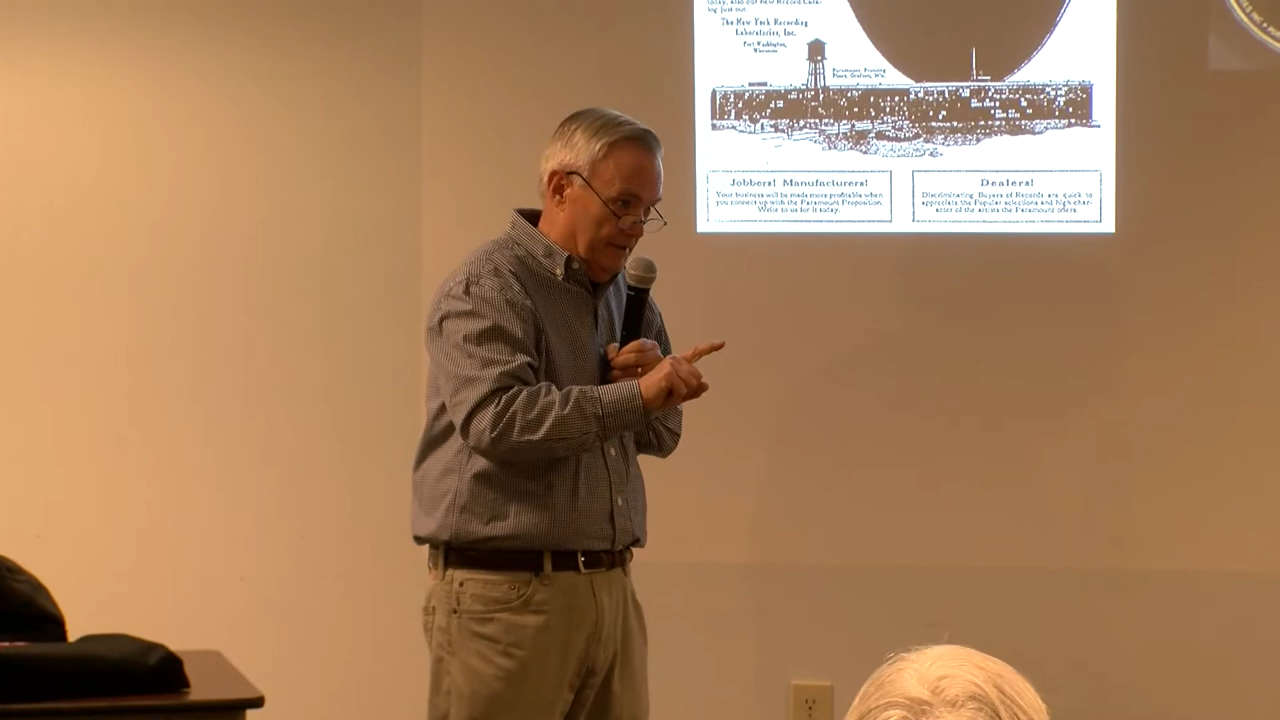 today, also our new Record Cata-
log just out.
The New York Recording
Laboratories, Inc.
Port Washington,
Wisconsin
Paramount Pressing
Plant, Grafton, Wis.
Jobbers! Manufacturers!
Your business will be made more profitable when
you connect up with the Paramount Proposition.
Write to us for it today.
Dealers!
Discriminating Buyers of Records are quick to
appreciate the Popular selections and high char-
acter of the artists the Paramount offers.